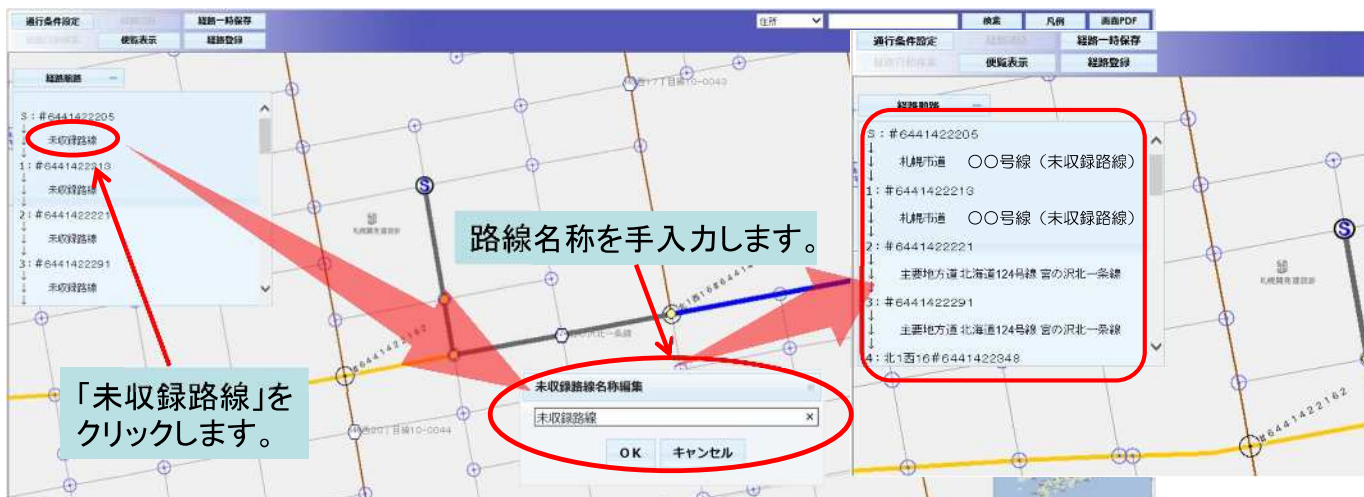 通行条件設定
経路一時保存
便覧表示
経路登録
住所
検索
凡例
画面PDF
経路順路
S：#6441422205
↓
↓ 未収録路線
↓
1：#6441422213
↓
↓ 未収録路線
↓
2：#6441422221
↓
↓ 未収録路線
↓
3：#6441422291
↓
↓ 未収録路線
↓
「未収録路線」を
クリックします。
路線名称を手入力します。
未収録路線名称編集
未収録路線
×
OK
キャンセル
S
北1西16#64414
#6441422162
通行条件設定
経路一時保存
便覧表示
経路登録
経路順路
S：#6441422205
↓
↓ 札幌市道 〇〇号線（未収録路線）
↓
1：#6441422213
↓
↓ 札幌市道 〇〇号線（未収録路線）
↓
2：#6441422221
↓
↓ 主要地方道 北海道124号線 宮の沢北一条線
↓
3：#6441422291
↓
↓ 主要地方道 北海道124号線 宮の沢北一条線
↓
4：北1西16#6441422348
S
#6441422162